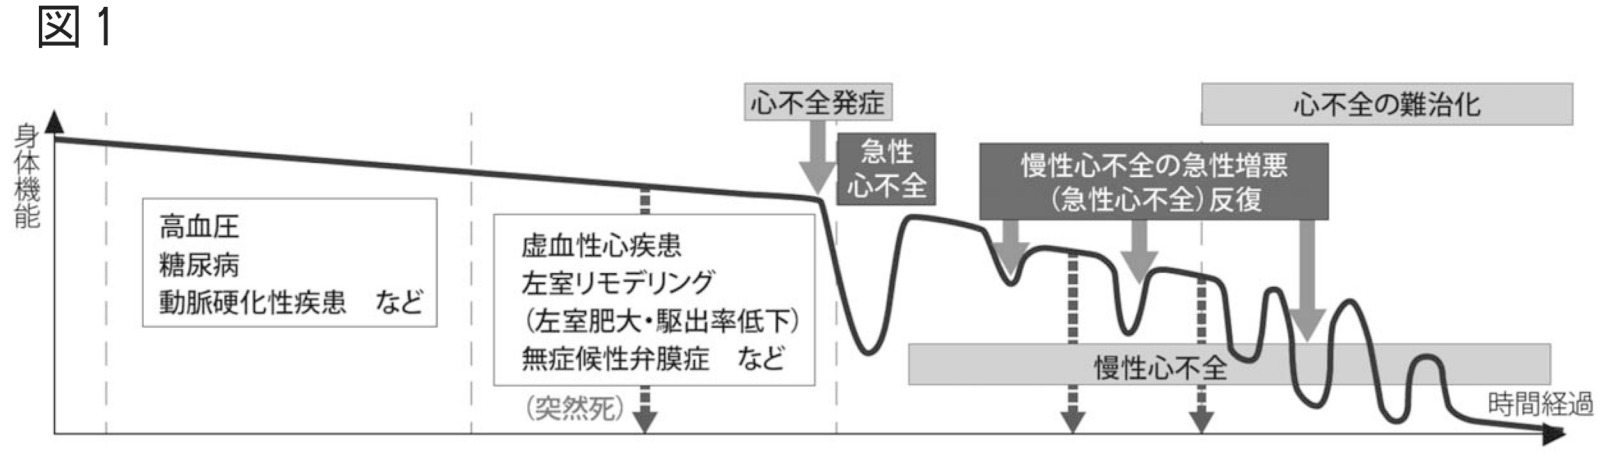 図1
身体機能
心不全発症
心不全の難治化
急性
心不全
慢性心不全の急性増悪
(急性心不全)反復
高血圧
糖尿病
動脈硬化性疾患　など
虚血性心疾患
左室リモデリング
(左室肥大・駆出率低下)
無症候性弁膜症　など
(突然死)
慢性心不全
時間経過